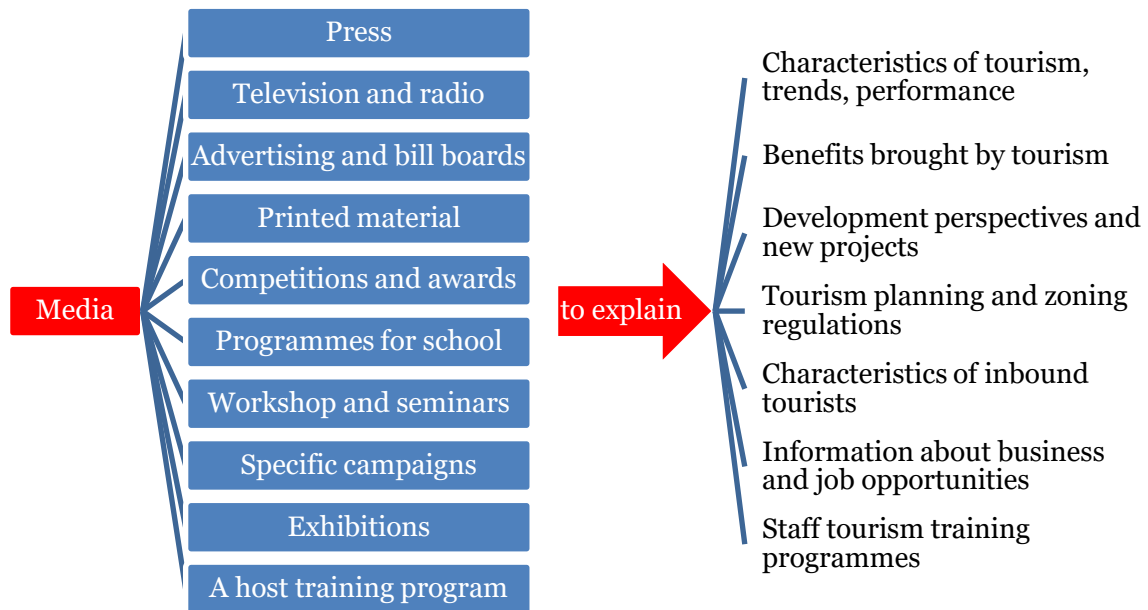 Press
Television and radio
Advertising and bill boards
Printed material
Competitions and awards
Media
Programmes for school
Workshop and seminars
Specific campaigns
Exhibitions
A host training program
to explain
Characteristics of tourism,
trends, performance
Benefits brought by tourism
Development perspectives and
new projects
Tourism planning and zoning
regulations
Characteristics of inbound
tourists
Information about business
and job opportunities
Staff tourism training
programmes